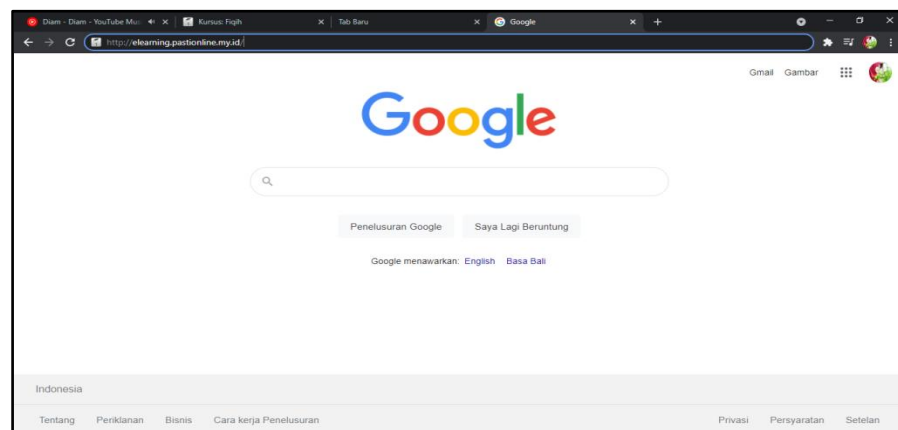 Diam - Diam - YouTube Mus
Kursus: Fiqih
Tab Baru
Google
http://elearning.pastionline.my.id/
Gmail Gambar
Google
Penelusuran Google Saya Lagi Beruntung
Google menawarkan: English Basa Bali
Indonesia
Tentang Periklanan Bisnis Cara kerja Penelusuran Privasi Persyaratan Setelan